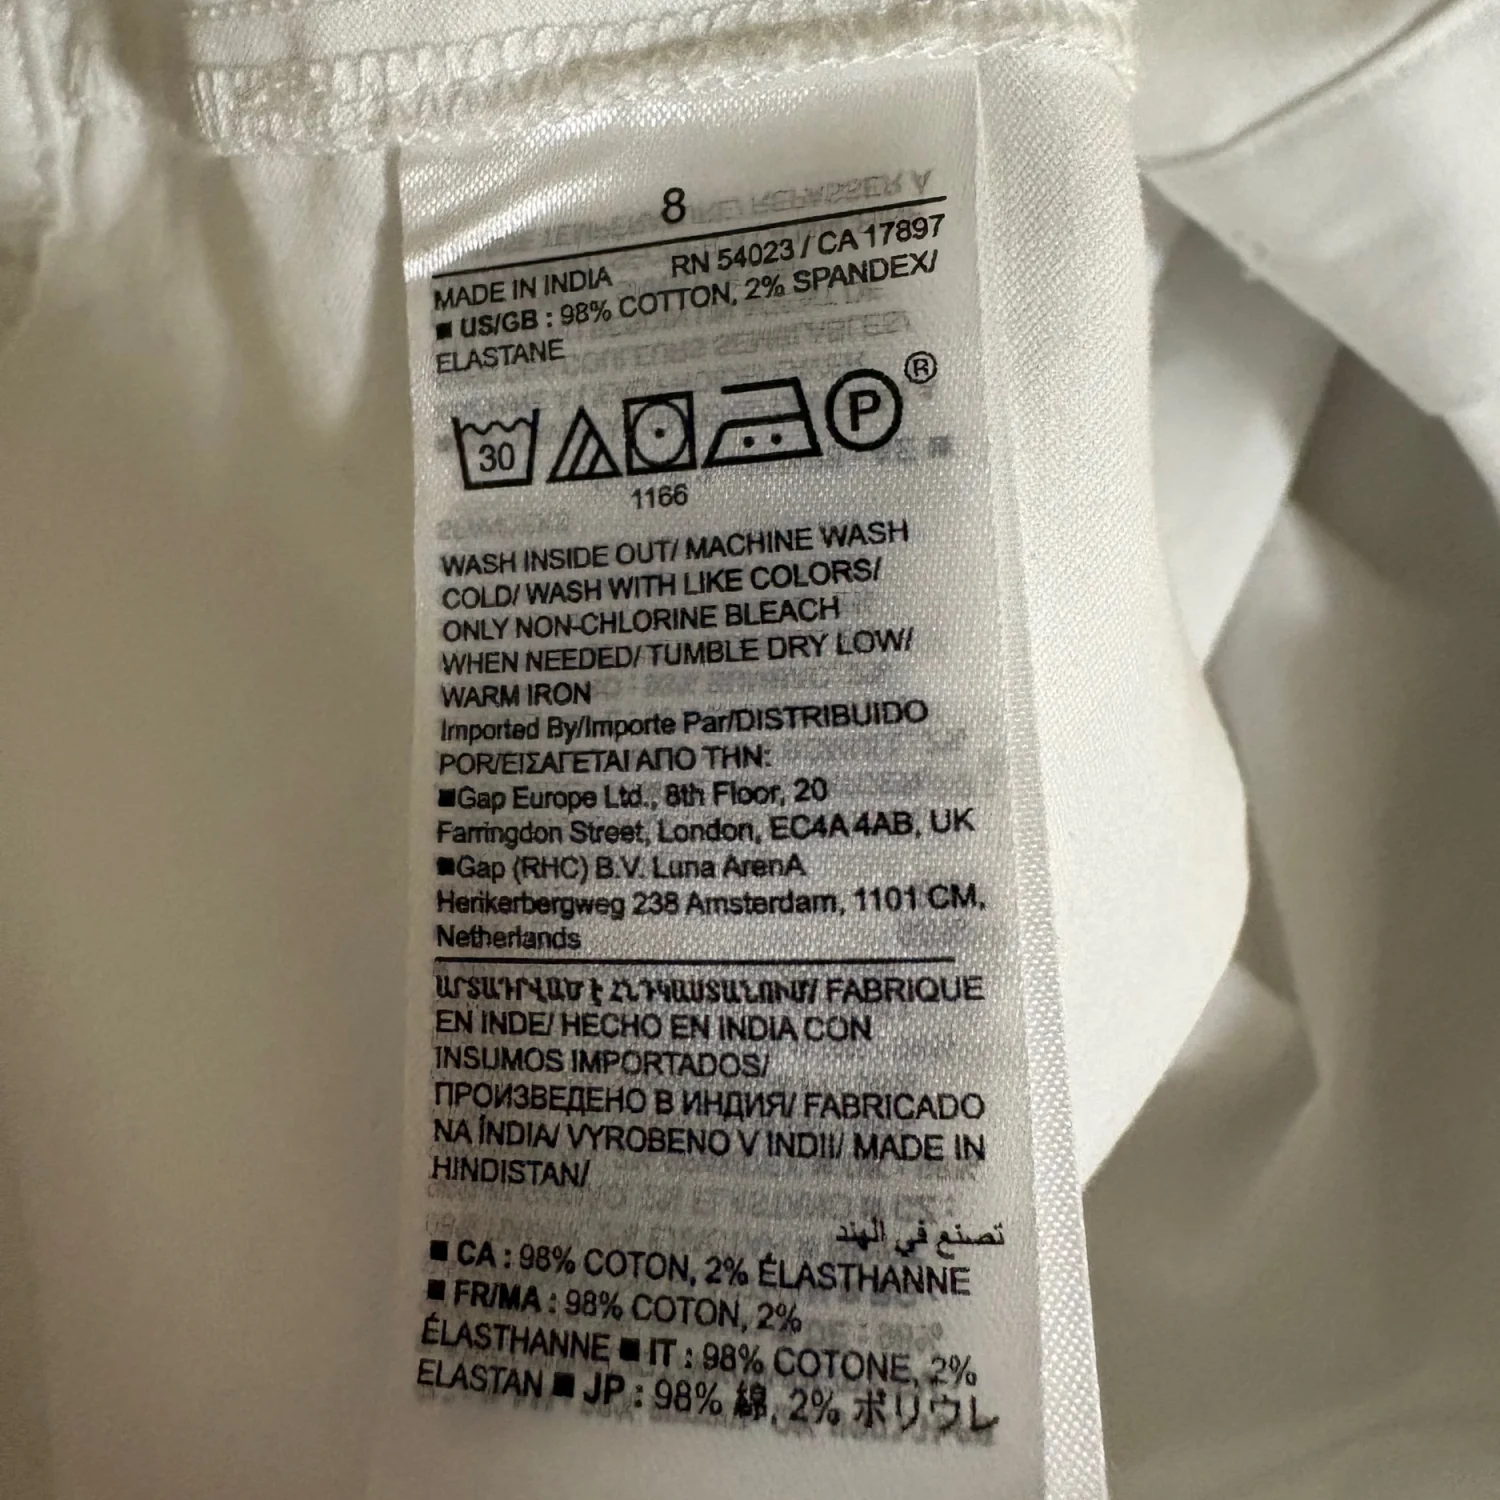 8
MADE IN INDIA RN 54023 / CA 17897
■ US/GB : 98% COTTON, 2% SPANDEX/
ELASTANE
30 P ®
1166
WASH INSIDE OUT/ MACHINE WASH
COLD/ WASH WITH LIKE COLORS/
ONLY NON-CHLORINE BLEACH
WHEN NEEDED/ TUMBLE DRY LOW/
WARM IRON
Imported By/Importe Par/DISTRIBUIDO
POR/ΕΙΣΑΓΕΤΑΙ ΑΠΟ ΤΗΝ:
■Gap Europe Ltd., 8th Floor, 20
Farringdon Street, London, EC4A 4AB, UK
■Gap (RHC) B.V. Luna ArenA
Herikerbergweg 238 Amsterdam, 1101 CM,
Netherlands
ԱՐՏԱԴՐՎԱԾ Է ՀՆԴԿԱՍՏԱՆՈՒՄ/ FABRIQUE
EN INDE/ HECHO EN INDIA CON
INSUMOS IMPORTADOS/
ПРОИЗВЕДЕНО В ИНДИЯ/ FABRICADO
NA ÍNDIA/ VYROBENO V INDII/ MADE IN
HINDISTAN/
تصنع في الهند
■ CA : 98% COTON, 2% ÉLASTHANNE
■ FR/MA : 98% COTON, 2%
ÉLASTHANNE ■ IT : 98% COTONE, 2%
ELASTAN ■ JP : 98% 綿, 2% ポリウレ